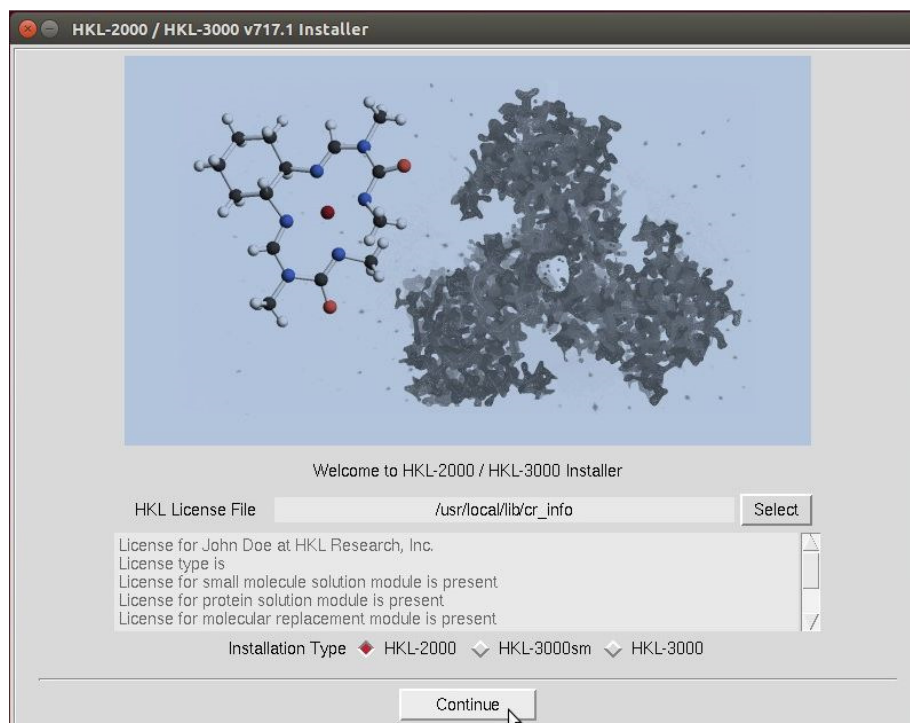 HKL-2000 / HKL-3000 v717.1 Installer
Welcome to HKL-2000 / HKL-3000 Installer
HKL License File /usr/local/lib/cr_info Select
License for John Doe at HKL Research, Inc.
License type is
License for small molecule solution module is present
License for protein solution module is present
License for molecular replacement module is present
Installation Type HKL-2000 HKL-3000sm HKL-3000
Continue